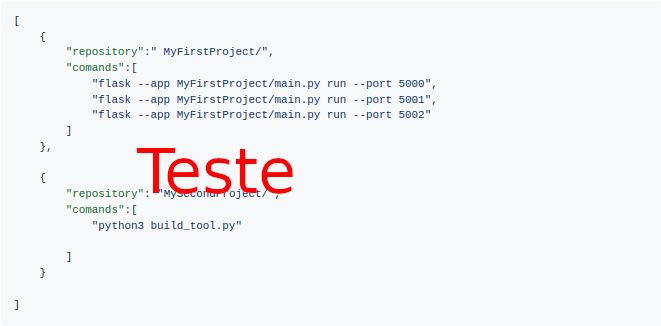 [
{
"repository":" MyFirstProject/",
"comands":[
"flask --app MyFirstProject/main.py run --port 5000",
"flask --app MyFirstProject/main.py run --port 5001",
"flask --app MyFirstProject/main.py run --port 5002"
]
},
Teste
{
"repository": "MySecondProject/",
"comands":[
"python3 build_tool.py"
]
}
]